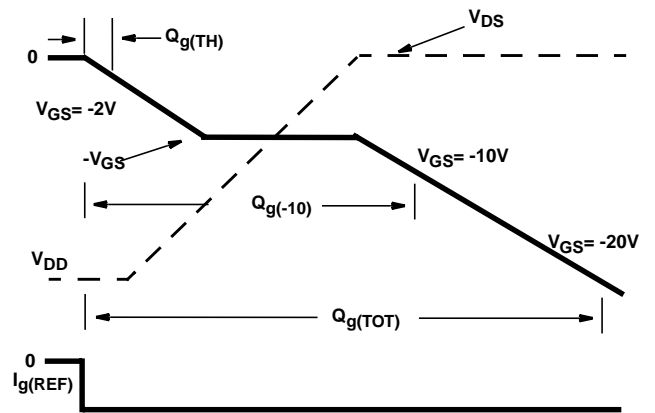 Qg(TH)
VDS
0
VGS= -2V
-VGS
VGS= -10V
Qg(-10)
VGS= -20V
VDD
Qg(TOT)
0
Ig(REF)